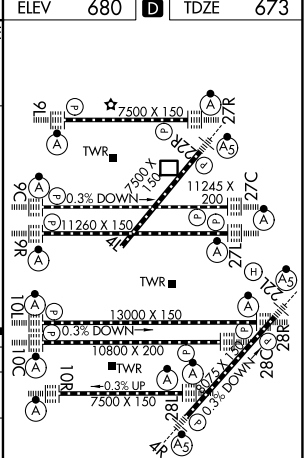 ELEV 680 D TDZE 673
9L
P
7500 X 150
A
27R
A
P
TWR
22R
P
A5
7500 X 150
A
9C
P
0.3% DOWN
11245 X 200
27C
P
A
11260 X 150
9R
P
4L
P
27L
A
A
H
TWR
22L
A5
A
10L
P
13000 X 150
28R
0.3% DOWN
P
10C
10800 X 200
28C
A
P
TWR
10R
0.3% UP
A
A
8075 X 150
0.3% DOWN
7500 X 150
28L
A
P
4R
A5